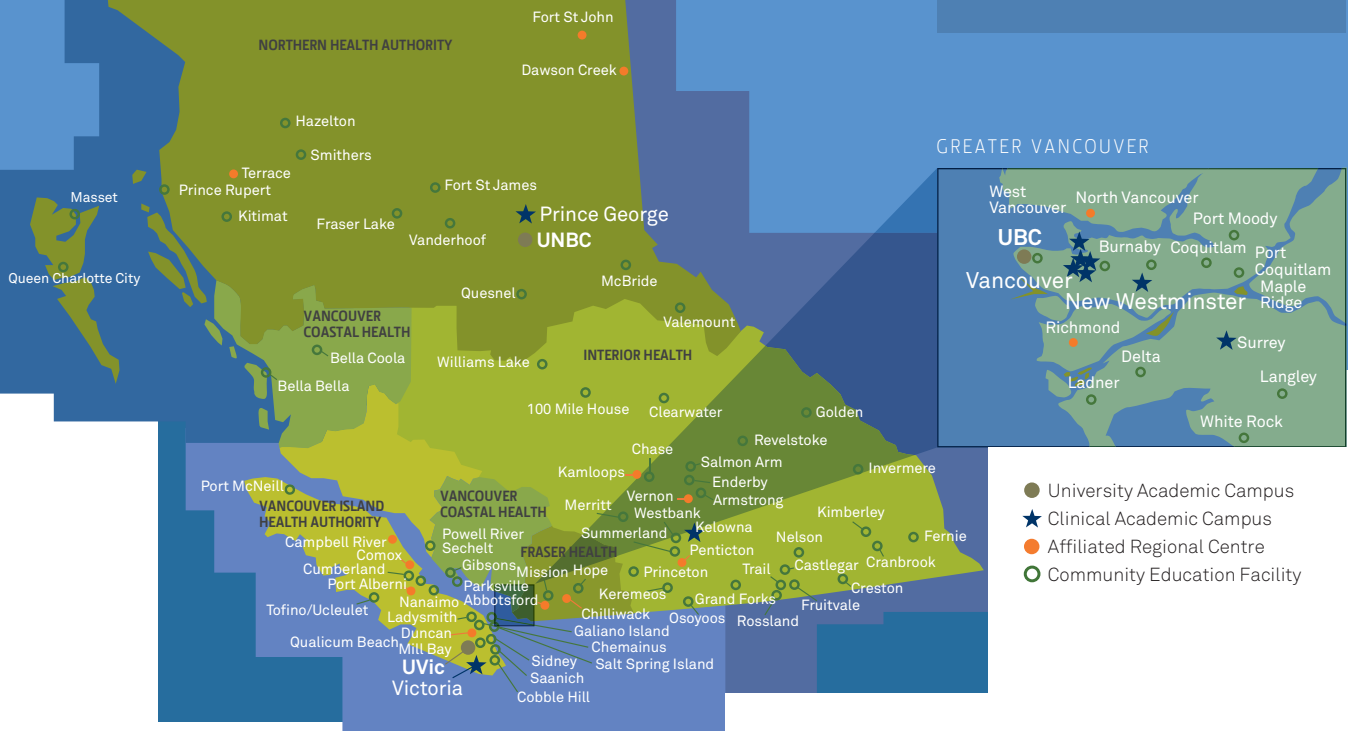 Fort St John
NORTHERN HEALTH AUTHORITY
Dawson Creek
Hazelton
Smithers
Terrace
Prince Rupert
Fort St James
Masset
Kitimat
Fraser Lake
Prince George
Vanderhoof
UNBC
Queen Charlotte City
McBride
Quesnel
Valemount
VANCOUVER
COASTAL HEALTH
Bella Coola
Williams Lake
INTERIOR HEALTH
Bella Bella
100 Mile House
Clearwater
Golden
Revelstoke
Chase
Salmon Arm
Invermere
Kamloops
Enderby
Port McNeill
Vernon
Armstrong
VANCOUVER ISLAND
HEALTH AUTHORITY
VANCOUVER
COASTAL HEALTH
Merritt
Westbank
Kelowna
Kimberley
Campbell River
Powell River
Sechelt
Summerland
Nelson
Fernie
Comox
FRASER HEALTH
Penticton
Cumberland
Gibsons
Mission
Hope
Princeton
Trail
Castlegar
Cranbrook
Port Alberni
Parksville
Keremeos
Creston
Nanaimo
Abbotsford
Grand Forks
Fruitvale
Tofino/Ucleulet
Ladysmith
Chilliwack
Osoyoos
Rossland
Duncan
Galiano Island
Qualicum Beach
Mill Bay
Chemainus
UVic
Sidney
Salt Spring Island
Victoria
Saanich
Cobble Hill
GREATER VANCOUVER
West
Vancouver
North Vancouver
Port Moody
UBC
Burnaby
Coquitlam
Port
Coquitlam
Vancouver
Maple
Ridge
New Westminster
Richmond
Surrey
Delta
Ladner
Langley
White Rock
University Academic Campus
Clinical Academic Campus
Affiliated Regional Centre
Community Education Facility